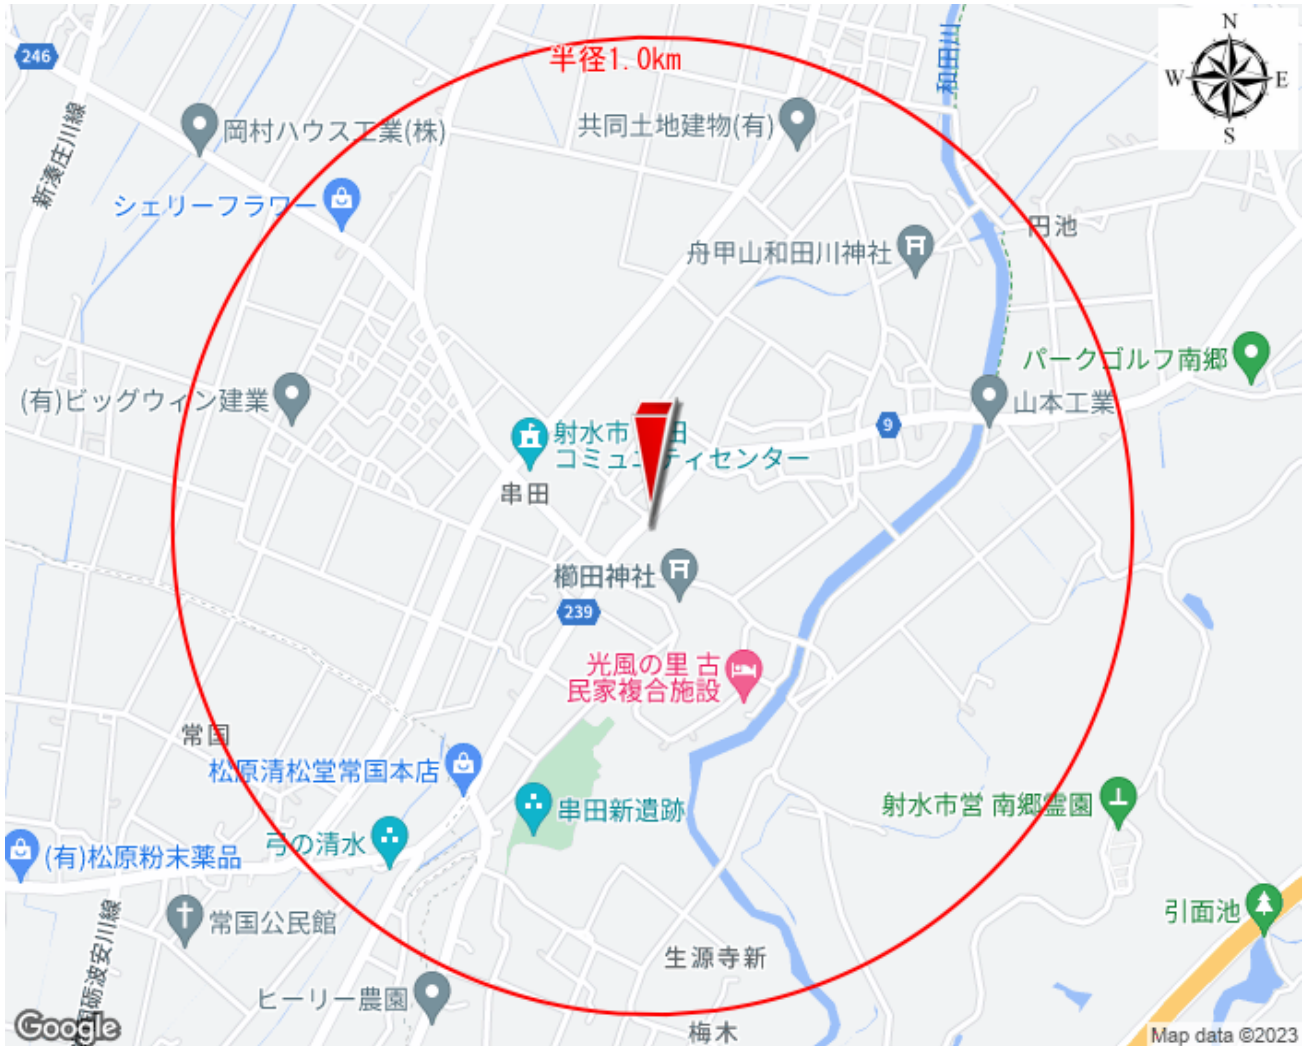 半径1.0km
N
W E
S
246
和田川
新湊庄川線
岡村ハウス工業(株)
共同土地建物(有)
シェリーフラワー
円池
舟甲山和田川神社
パークゴルフ南郷
(有)ビッグウィン建業
山本工業
9
射水市 田
コミュニティセンター
串田
櫛田神社
239
光風の里 古
民家複合施設
常国
松原清松堂常国本店
射水市営 南郷霊園
串田新遺跡
弓の清水
(有)松原粉末薬品
引面池
常国公民館
砺波安川線
生源寺新
ヒーリー農園
梅木
Google
Map data ©2023